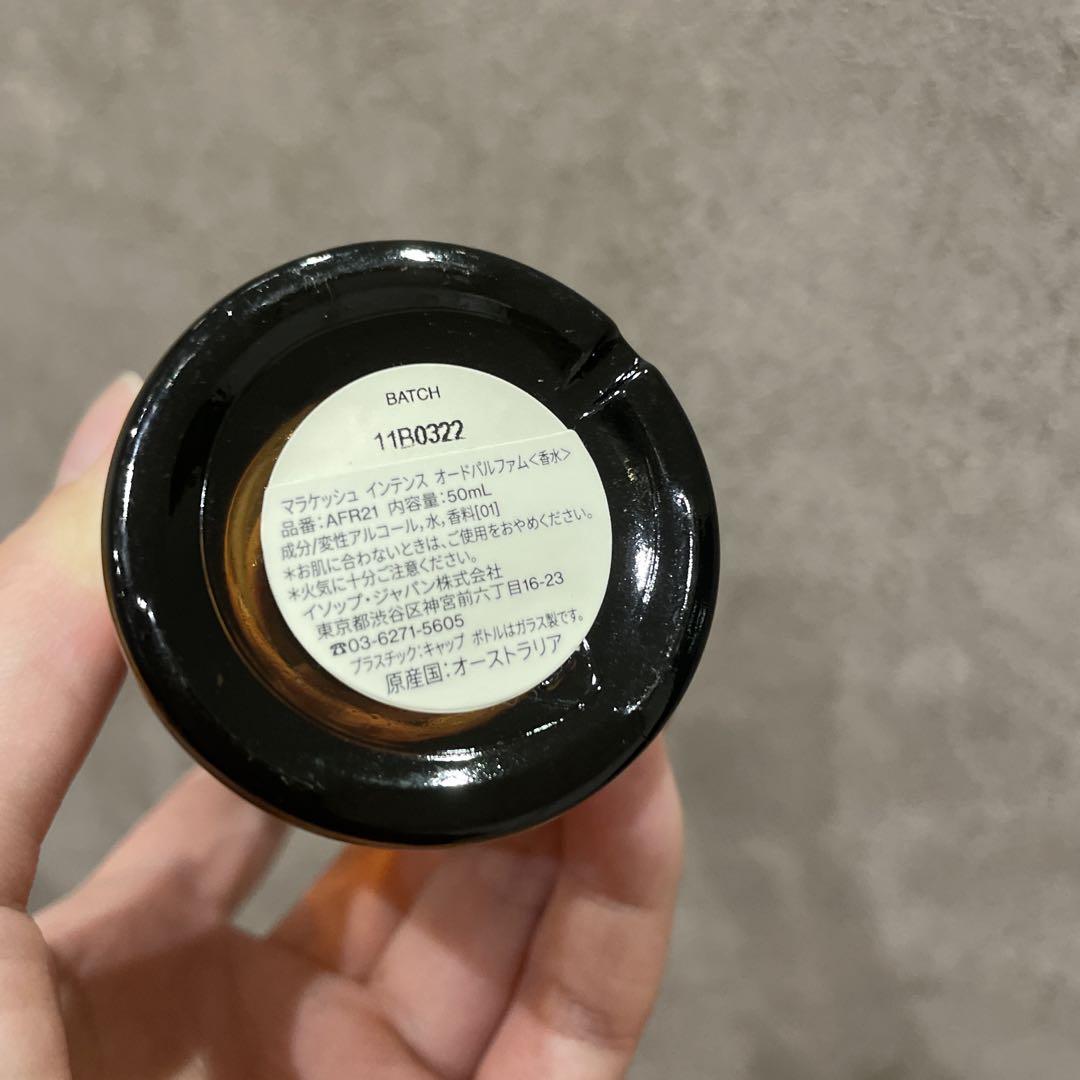 BATCH
11B0322
マラケッシュ インテンス オードパルファム<香水>
品番:AFR21 内容量:50mL
成分/変性アルコール,水,香料[01]
*お肌に合わないときは、ご使用をおやめください。
*火気に十分ご注意ください。
イソップ・ジャパン株式会社
東京都渋谷区神宮前六丁目16-23
☎03-6271-5605
プラスチック:キャップ ボトルはガラス製です。
原産国:オーストラリア